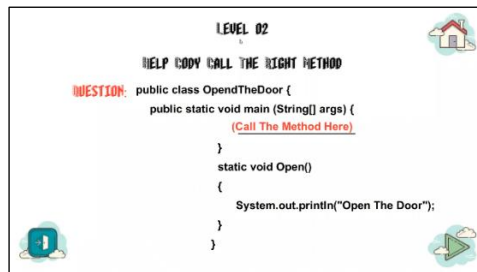 LEVEL 02
HELP CODY CALL THE RIGHT METHOD
QUESTION: public class OpendTheDoor {
public static void main (String[] args) {
(Call The Method Here)
}
static void Open()
{
System.out.println("Open The Door");
}
}